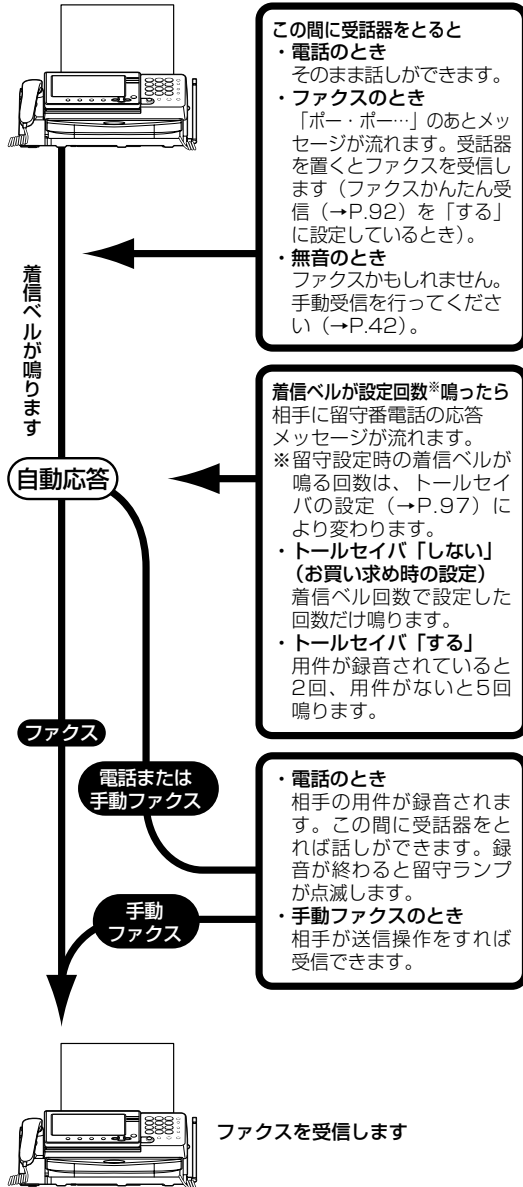 この間に受話器をとると
・電話のとき
そのまま話しができます。
・ファクスのとき
「ポー・ポー…」のあとメッ
セージが流れます。受話器
を置くとファクスを受信し
ます（ファクスかんたん受
信（→P.92）を「する」
に設定しているとき）。
・無音のとき
ファクスかもしれません。
手動受信を行ってくださ
い（→P.42）。
着信ベルが鳴ります
着信ベルが設定回数※鳴ったら
相手に留守番電話の応答
メッセージが流れます。
※留守設定時の着信ベルが
鳴る回数は、トールセイ
バの設定（→P.97）に
より変わります。
・トールセイバ「しない」
（お買い求め時の設定）
着信ベル回数で設定した
回数だけ鳴ります。
・トールセイバ「する」
用件が録音されていると
2回、用件がないと5回
鳴ります。
自動応答
ファクス
電話または
手動ファクス
・電話のとき
相手の用件が録音されま
す。この間に受話器をと
れば話しができます。録
音が終わると留守ランプ
が点滅します。
・手動ファクスのとき
相手が送信操作をすれば
受信できます。
手動
ファクス
ファクスを受信します